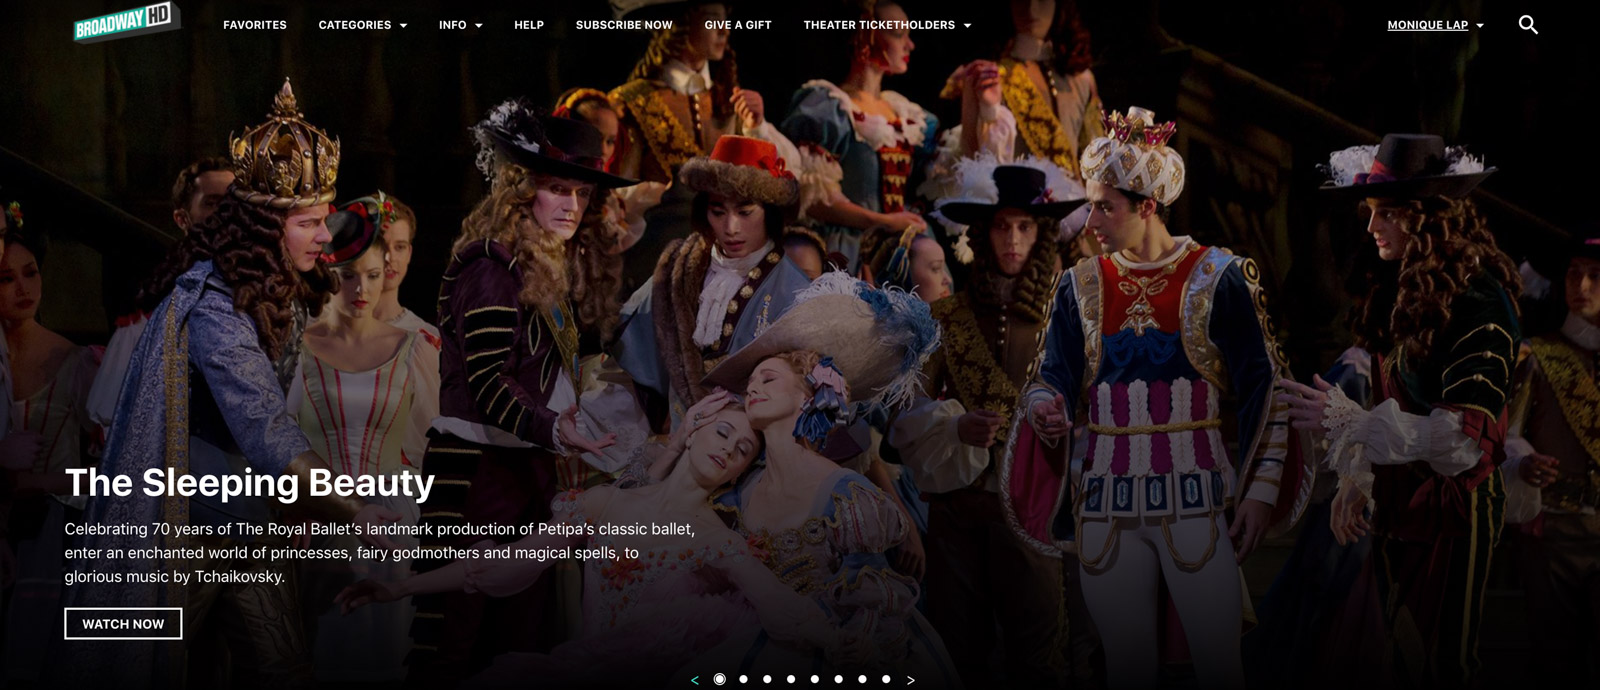 BROADWAY HD
FAVORITES CATEGORIES INFO HELP SUBSCRIBE NOW GIVE A GIFT THEATER TICKETHOLDERS MONIQUE LAP
The Sleeping Beauty
Celebrating 70 years of The Royal Ballet’s landmark production of Petipa’s classic ballet,
enter an enchanted world of princesses, fairy godmothers and magical spells, to
glorious music by Tchaikovsky.
WATCH NOW
< >